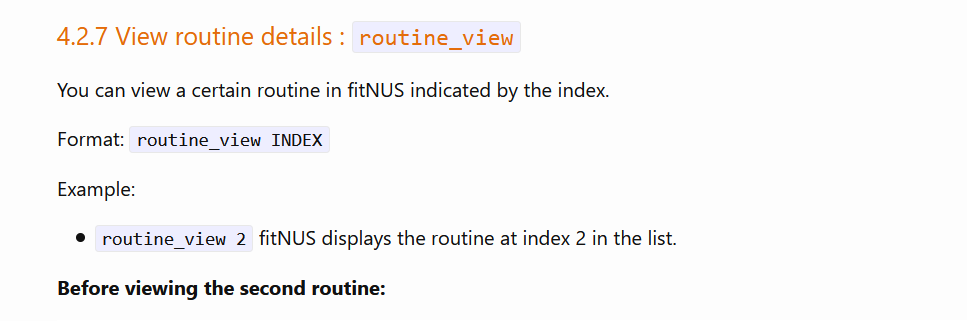 4.2.7 View routine details : routine_view
You can view a certain routine in fitNUS indicated by the index.
Format: routine_view INDEX
Example:
• routine_view 2 fitNUS displays the routine at index 2 in the list.
Before viewing the second routine: